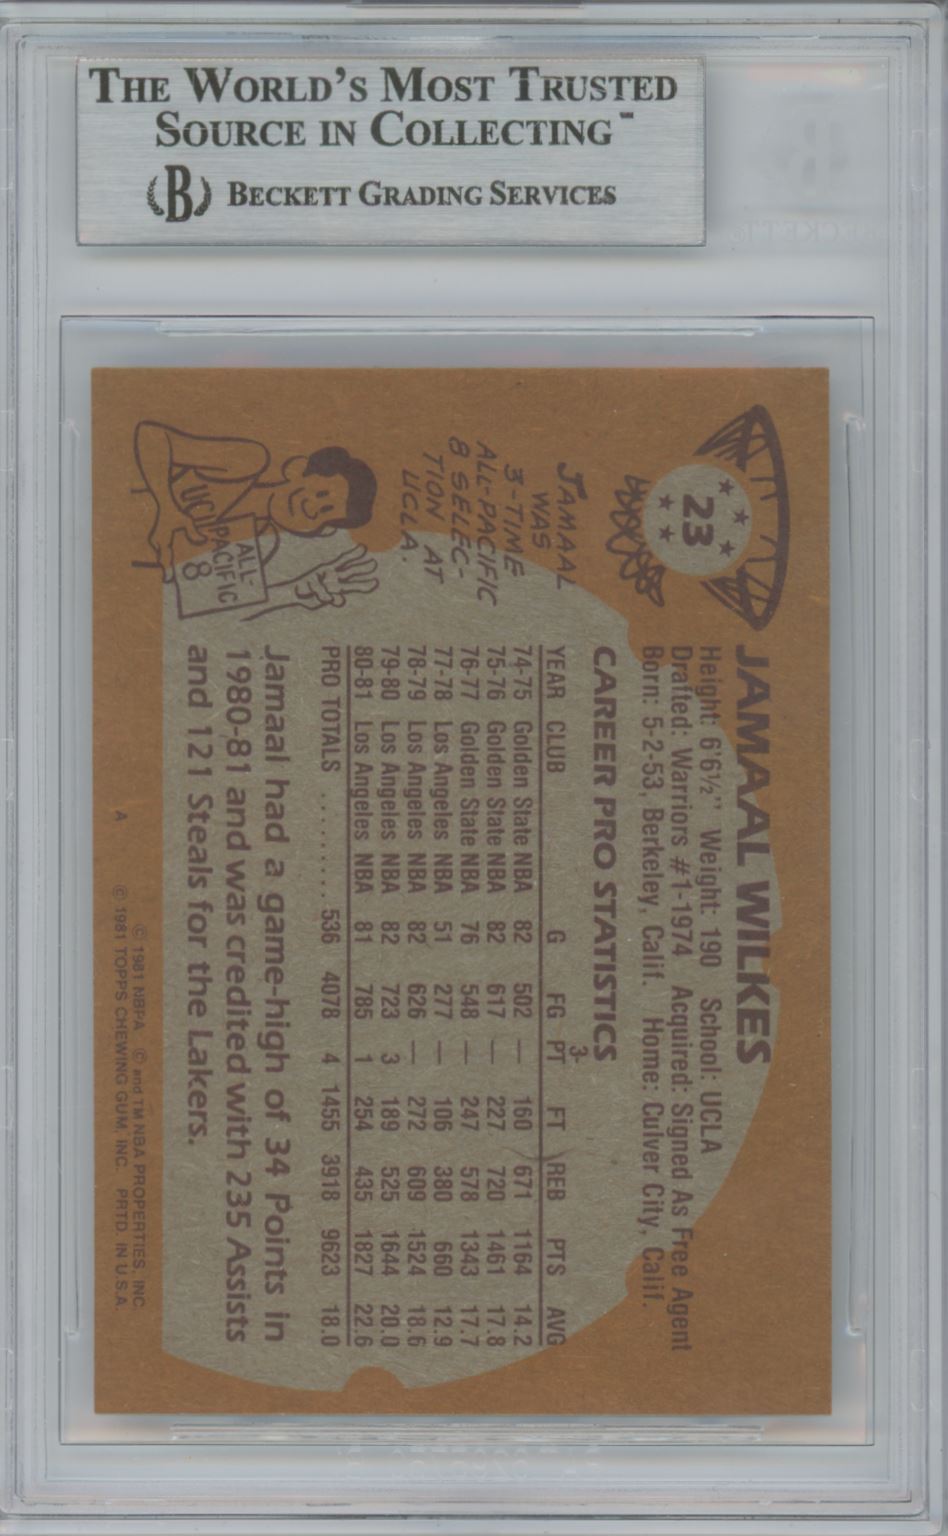 THE WORLD'S MOST TRUSTED
SOURCE IN COLLECTING™
B BECKETT GRADING SERVICES
BECKETT
23
JAMAAL WILKES
Height: 6'6½" Weight: 190 School: UCLA
Drafted: Warriors #1-1974 Acquired: Signed As Free Agent
Born: 5-2-53, Berkeley, Calif. Home: Culver City, Calif.
CAREER PRO STATISTICS
YEAR CLUB G FG 3-PT FT REB PTS AVG
74-75 Golden State NBA 82 502 — 160 671 1164 14.2
75-76 Golden State NBA 82 617 — 227 720 1461 17.8
76-77 Golden State NBA 76 548 — 247 578 1343 17.7
77-78 Los Angeles NBA 51 277 — 106 380 660 12.9
78-79 Los Angeles NBA 82 626 — 272 609 1524 18.6
79-80 Los Angeles NBA 82 723 3 189 525 1644 20.0
80-81 Los Angeles NBA 81 785 1 254 435 1827 22.6
PRO TOTALS .......... 536 4078 4 1455 3918 9623 18.0
JAMAAL
WAS
3-TIME
ALL-PACIFIC
8 SELEC-
TION AT
UCLA.
UCL
ALL-
PACIFIC
8
Jamaal had a game-high of 34 Points in
1980-81 and was credited with 235 Assists
and 121 Steals for the Lakers.
© 1981 NBPA © and TM NBA PROPERTIES, INC.
A © 1981 TOPPS CHEWING GUM, INC. PRTD. IN U.S.A.